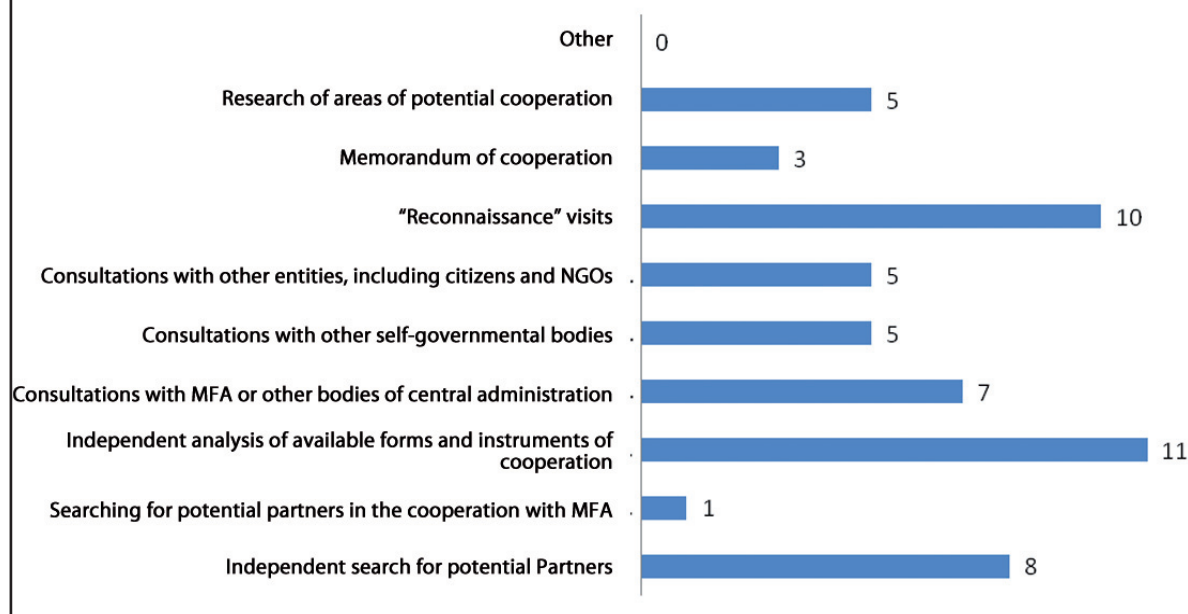 Other 0
Research of areas of potential cooperation 5
Memorandum of cooperation 3
“Reconnaissance” visits 10
Consultations with other entities, including citizens and NGOs 5
Consultations with other self-governmental bodies 5
Consultations with MFA or other bodies of central administration 7
Independent analysis of available forms and instruments of
cooperation 11
Searching for potential partners in the cooperation with MFA 1
Independent search for potential Partners 8